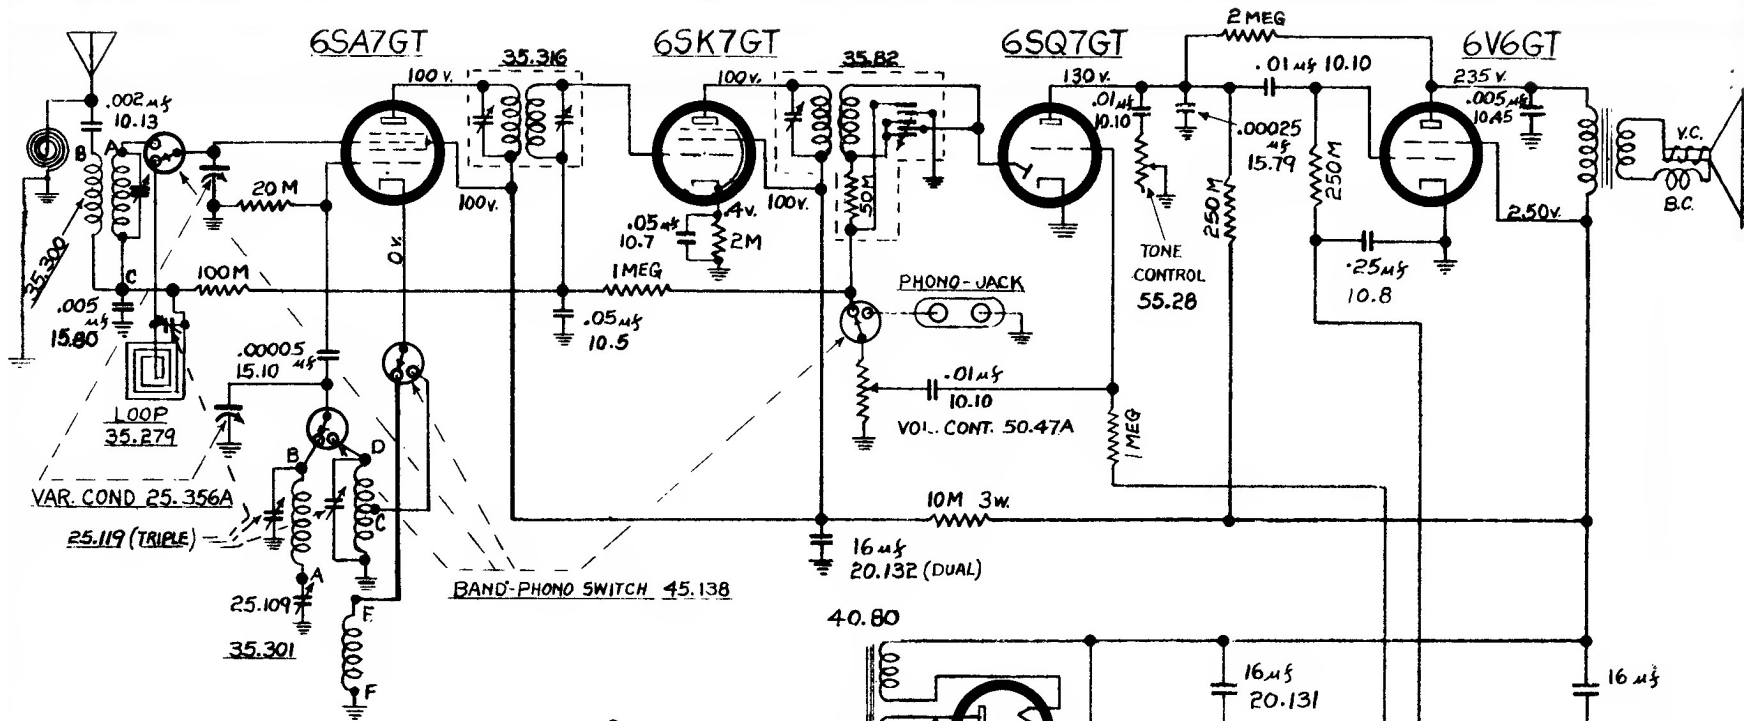 6SA7GT
6SK7GT
6SQ7GT
6V6GT
2 MEG
35.316
35.82
100 v.
100 v.
130 v.
.01 µf 10.10
235 v.
.002 µf
10.13
.01 µf
10.10
.00025
µf
15.79
.005 µf
10.45
B
A
20 M
100 v.
100 v.
50M
250M
250M
V.C.
B.C.
250 v.
.4 v.
.05 µf
10.7
2M
0 v.
35.300
TONE
CONTROL
55.28
.25 µf
10.8
C
100 M
1 MEG
PHONO-JACK
.005
µf
15.80
.05 µf
10.5
.00005
µf
15.10
LOOP
35.279
.01 µf
10.10
VOL. CONT. 50.47A
1 MEG
B
D
C
VAR. COND 25.356A
25.119 (TRIPLE)
10M 3w.
16 µf
20.132 (DUAL)
A
25.109
BAND-PHONO SWITCH 45.138
E
40.80
35.301
F
16 µf
20.131
16 µf